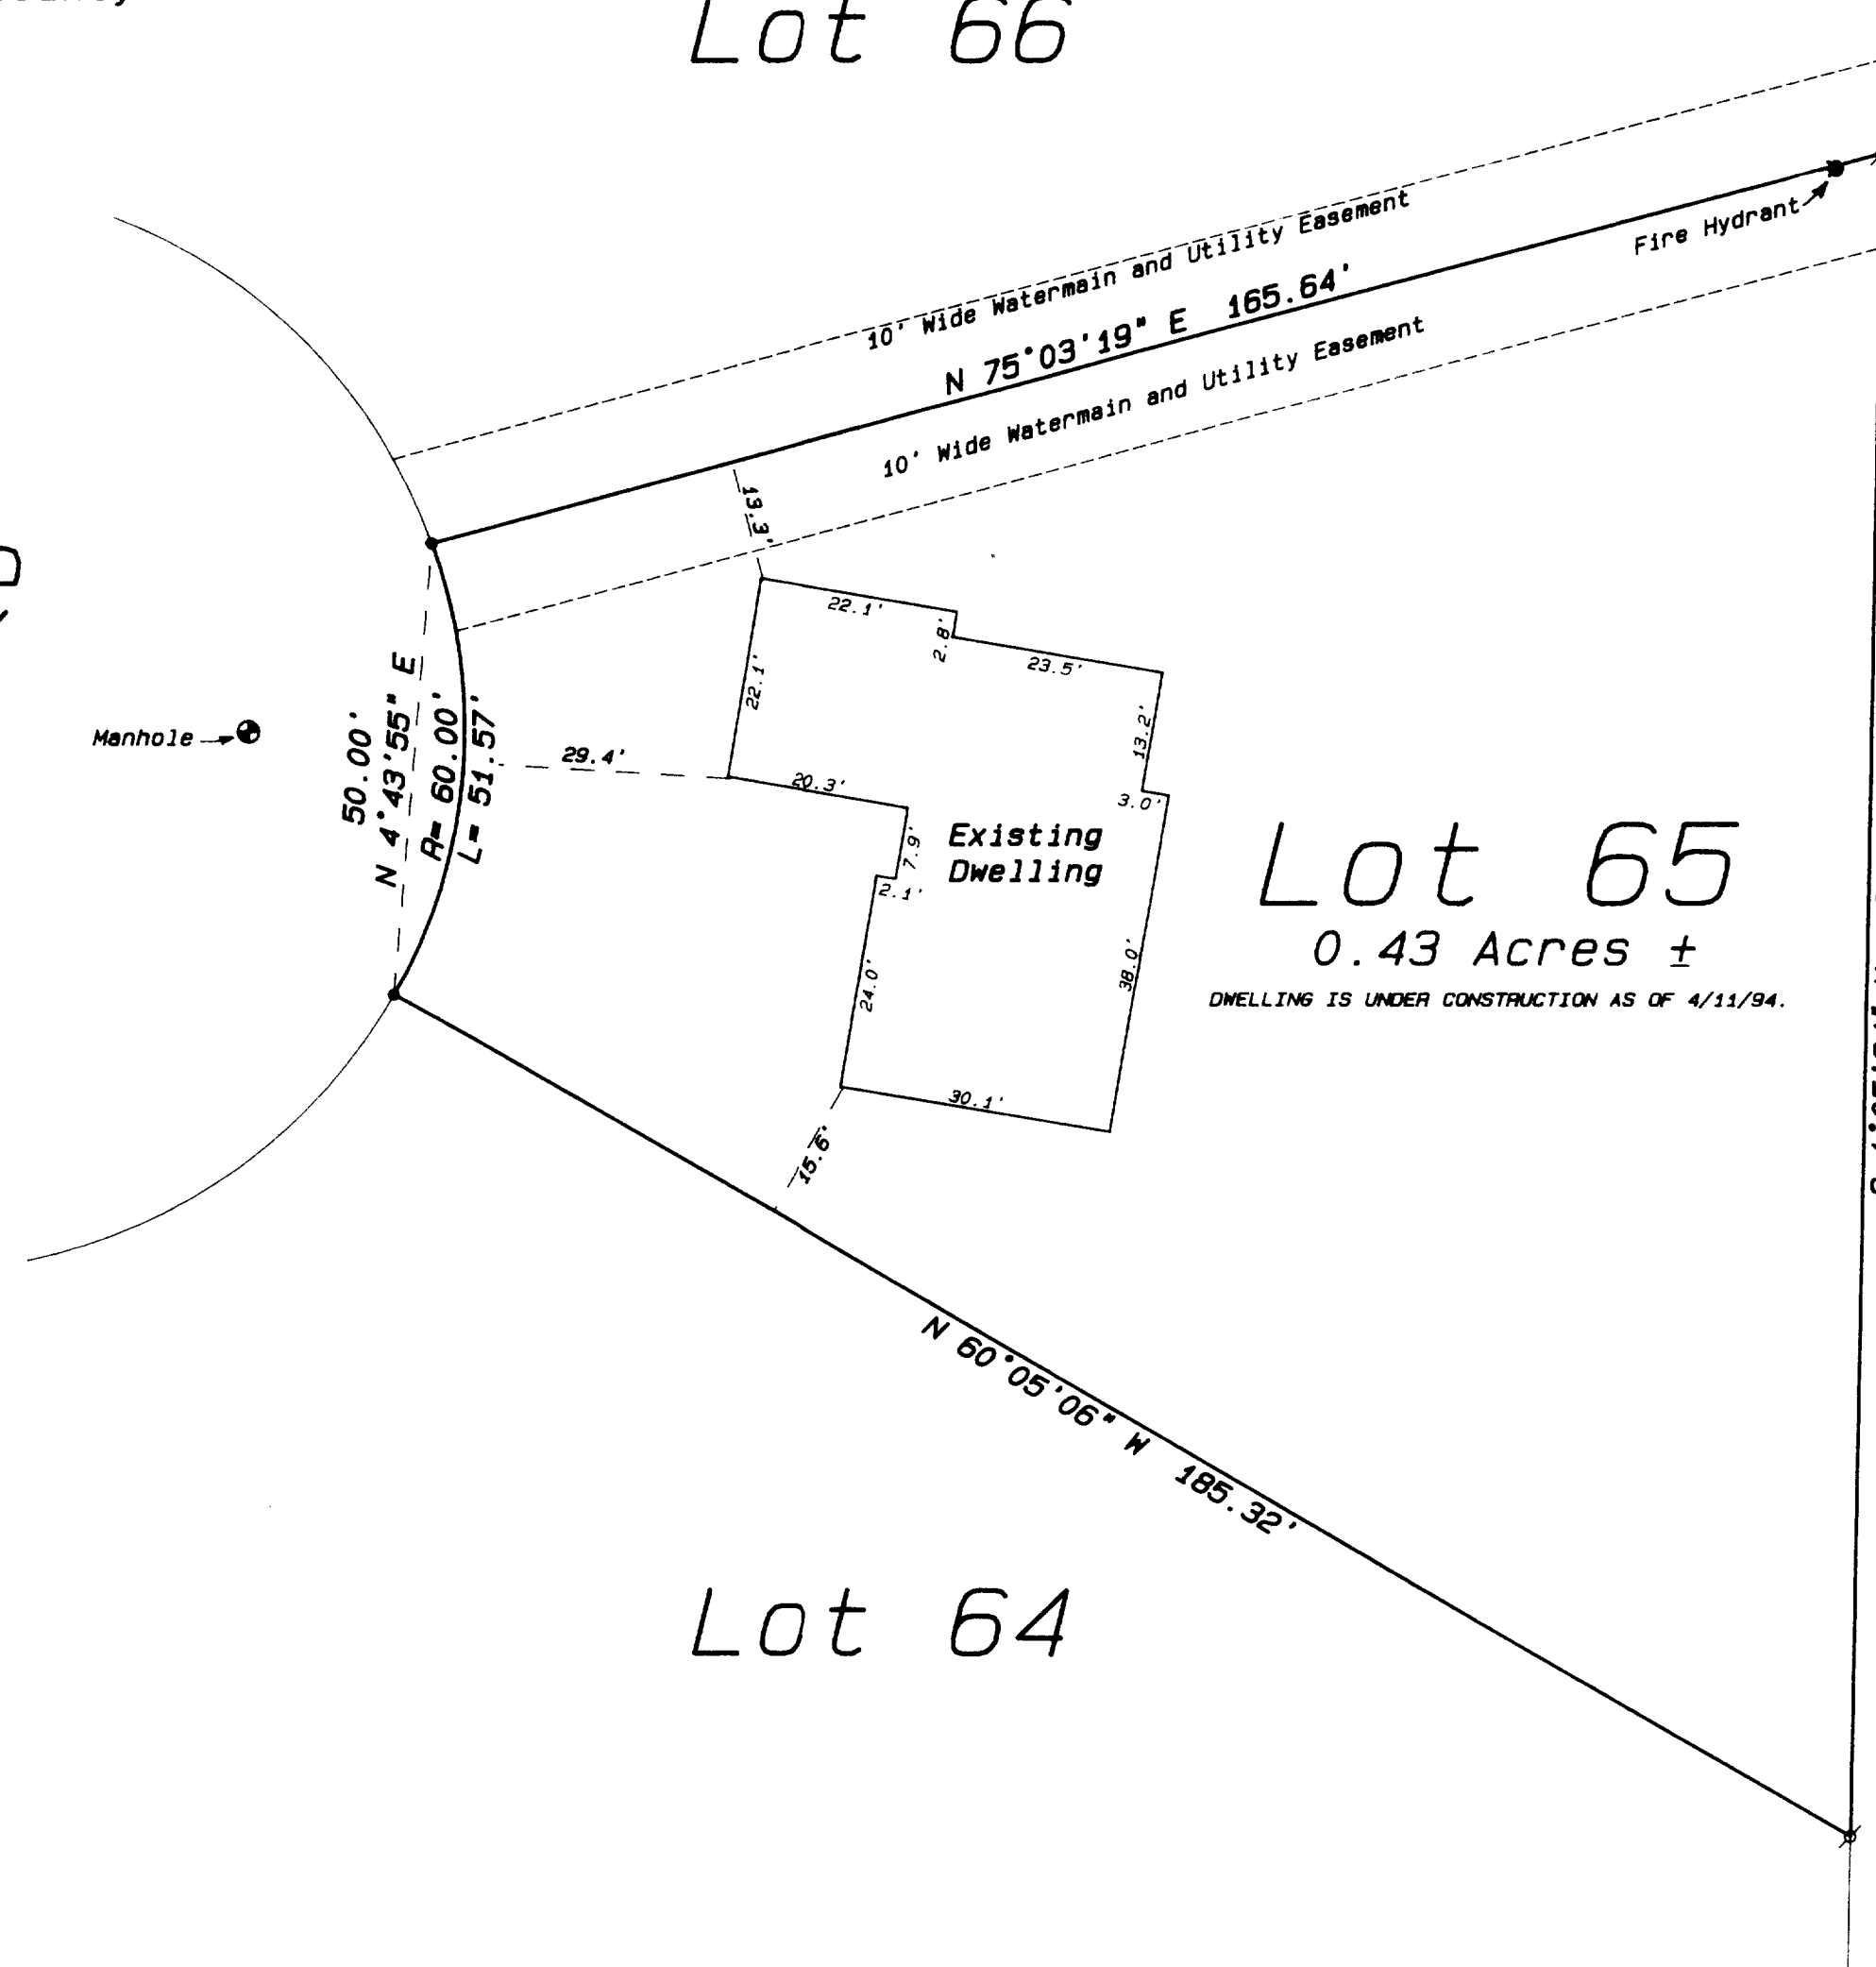 Lot 66
10' Wide Watermain and Utility Easement
Fire Hydrant
N 75°03'19" E 165.64'
10' Wide Watermain and Utility Easement
13.3'
22.1'
2.8'
23.5'
22.1'
13.2'
Manhole
50.00'
N 4°43'55" E
R= 60.00'
L= 51.57'
29.4'
20.3'
3.0'
7.9'
Existing
Dwelling
2.1'
Lot 65
0.43 Acres ±
DWELLING IS UNDER CONSTRUCTION AS OF 4/11/94.
24.0'
38.0'
30.1'
15.6'
N 60°05'06" W 185.32'
Lot 64